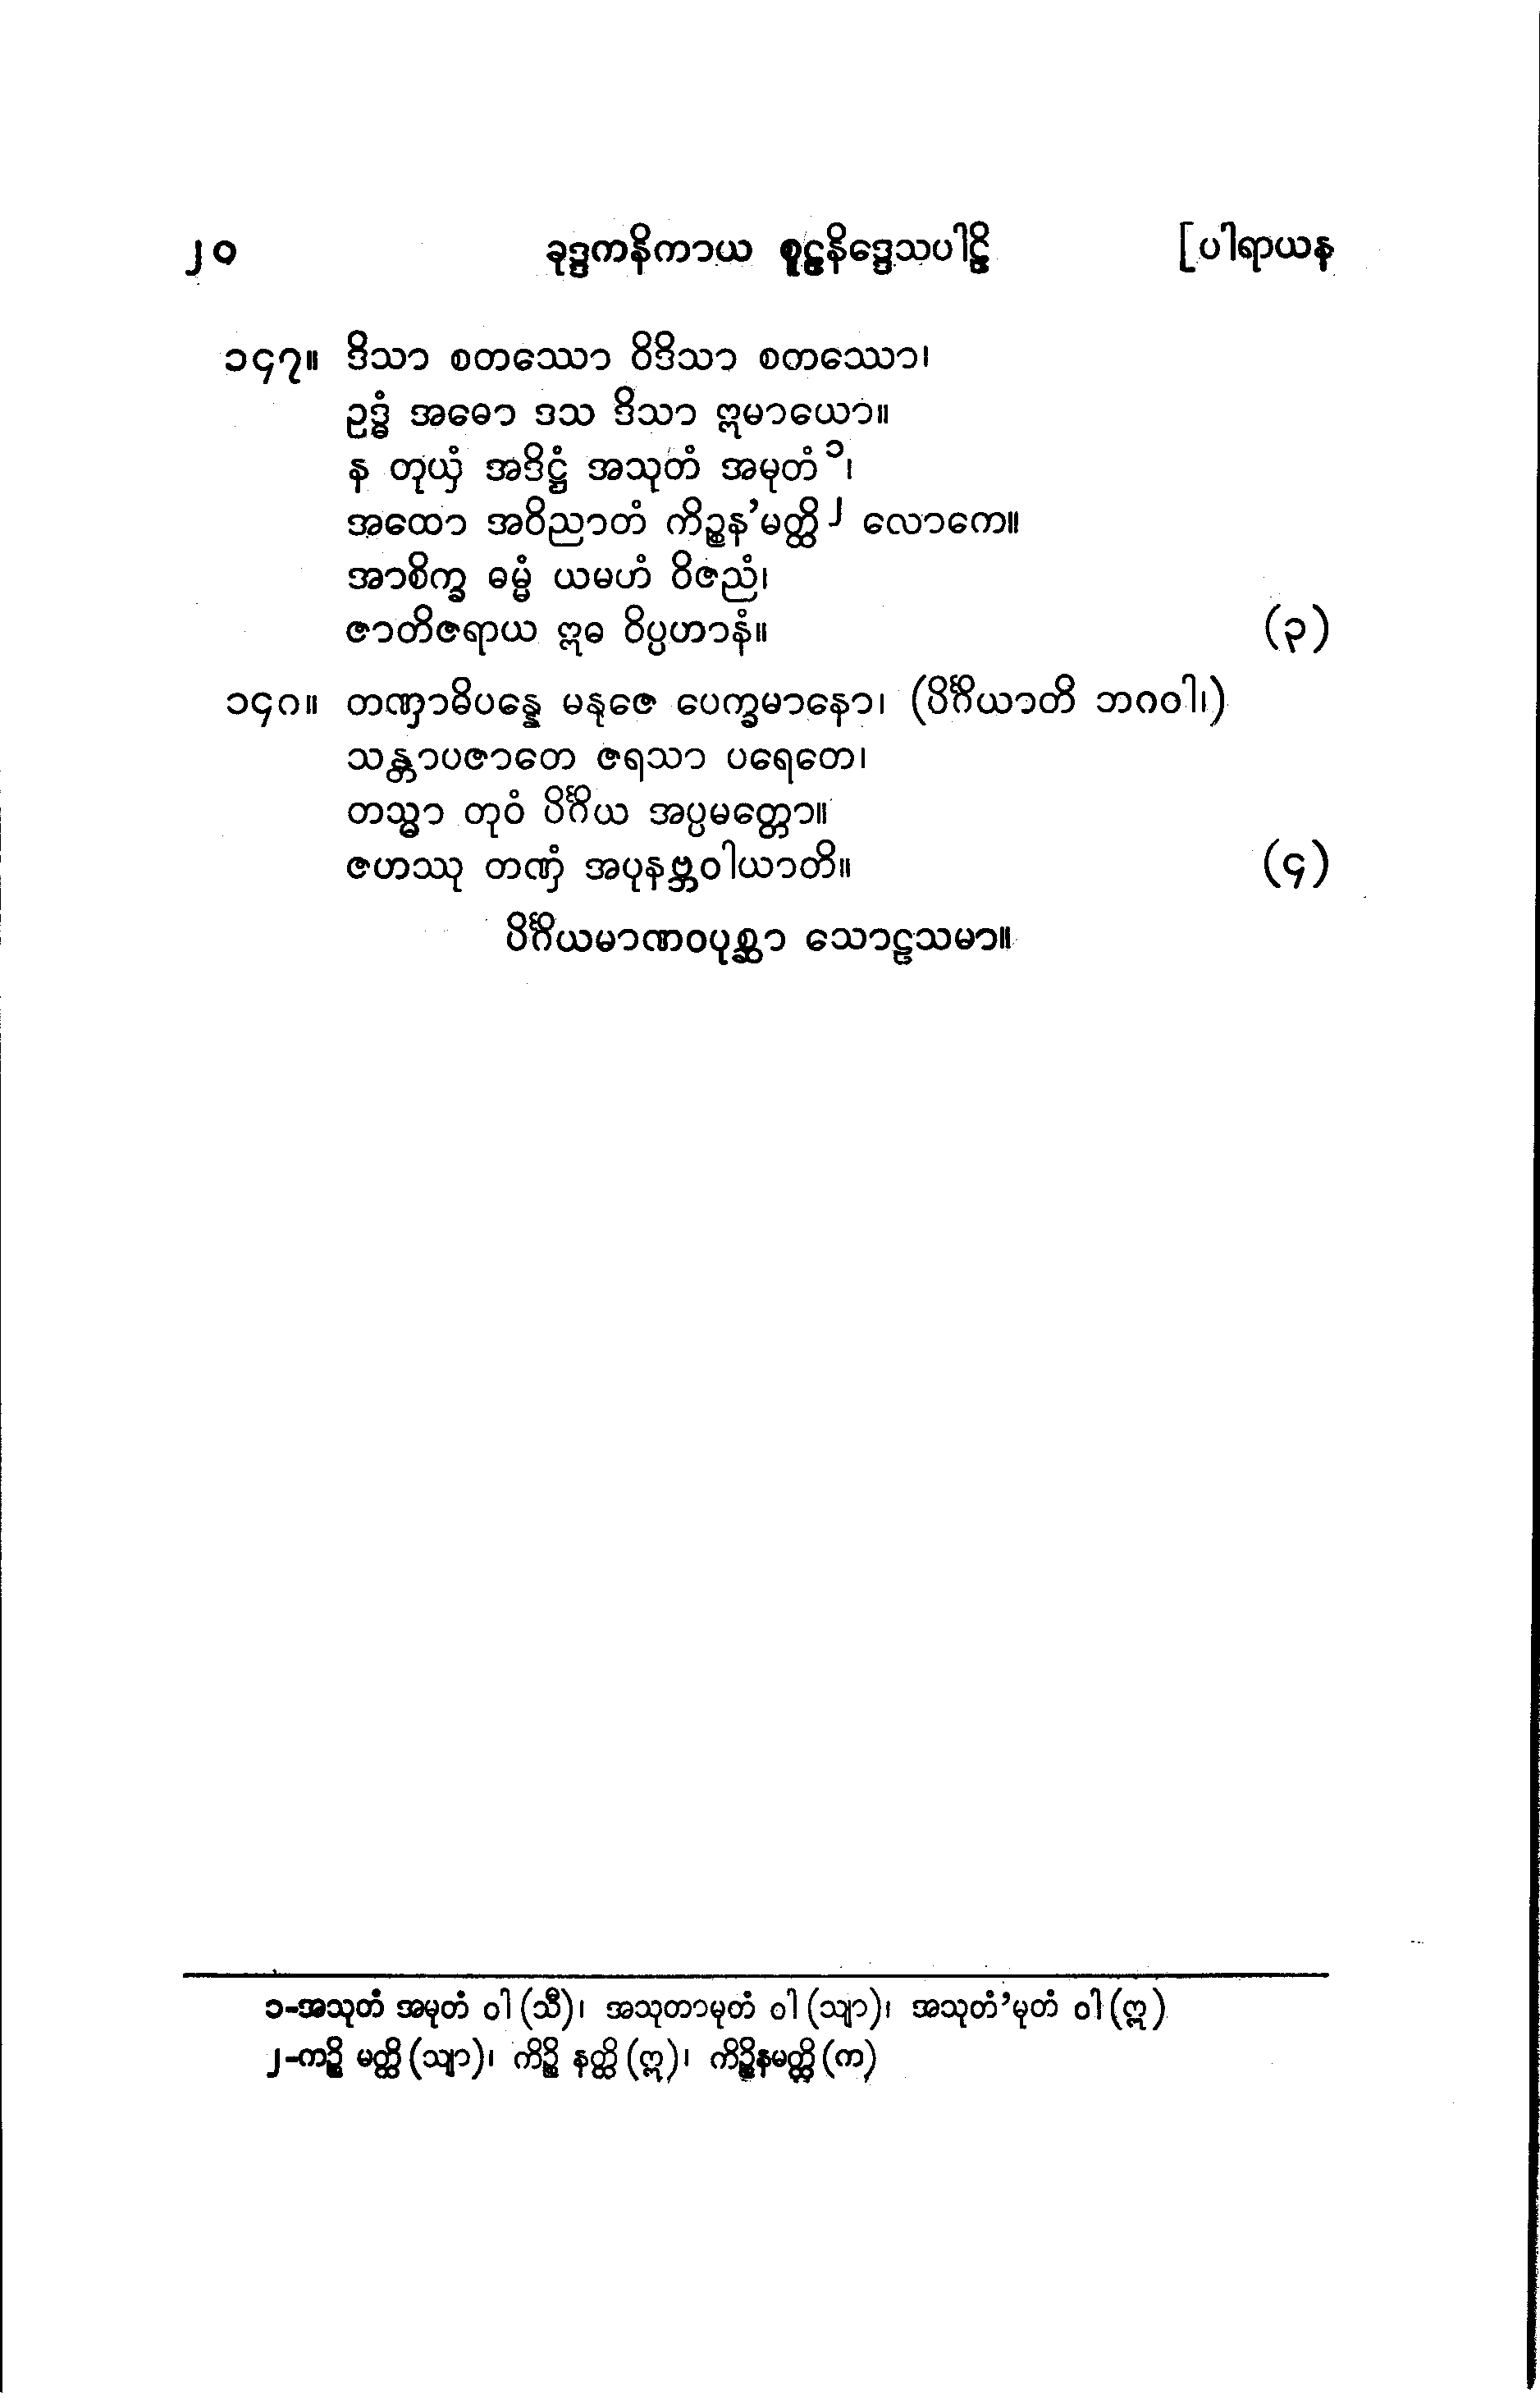 ၂၀ ခုဒ္ဒကနိကာယ စူဠနိဒ္ဒေသပါဠိ [ပါရာယန
၁၄၇။ ဒိသာ စတဿော ဝိဒိသာ စတဿော၊
ဥဒ္ဓံ အဓော ဒသ ဒိသာ ဣမာယော။
န တုယှံ အဒိဋ္ဌံ အသုတံ အမုတံ၁၊
အထော အဝိညာတံ ကိဉ္စန’မတ္ထိ၂ လောကေ။
အာစိက္ခ ဓမ္မံ ယမဟံ ဝိဇညံ၊
ဇာတိဇရာယ ဣဓ ဝိပ္ပဟာနံ။ (၃)
၁၄၈။ တဏှာဓိပန္နေ မနုဇေ ပေက္ခမာနော၊ (ပိင်္ဂိယာတိ ဘဂဝါ၊)
သန္တာပဇာတေ ဇရသာ ပရေတေ၊
တသ္မာ တုဝံ ပိင်္ဂိယ အပ္ပမတ္တော။
ဇဟဿု တဏှံ အပုနဗ္ဘဝါယာတိ။ (၄)
ပိင်္ဂိယမာဏဝပုစ္ဆာ သောဠသမာ။
၁-အသုတံ အမုတံ ဝါ (သီ)၊ အသုတာမုတံ ဝါ (သျာ)၊ အသုတံ’မုတံ ဝါ (ဣ)
၂-ကဉ္စိ မတ္ထိ (သျာ)၊ ကိဉ္စိ နတ္ထိ (ဣ)၊ ကိဉ္စိနမတ္ထိ (က)